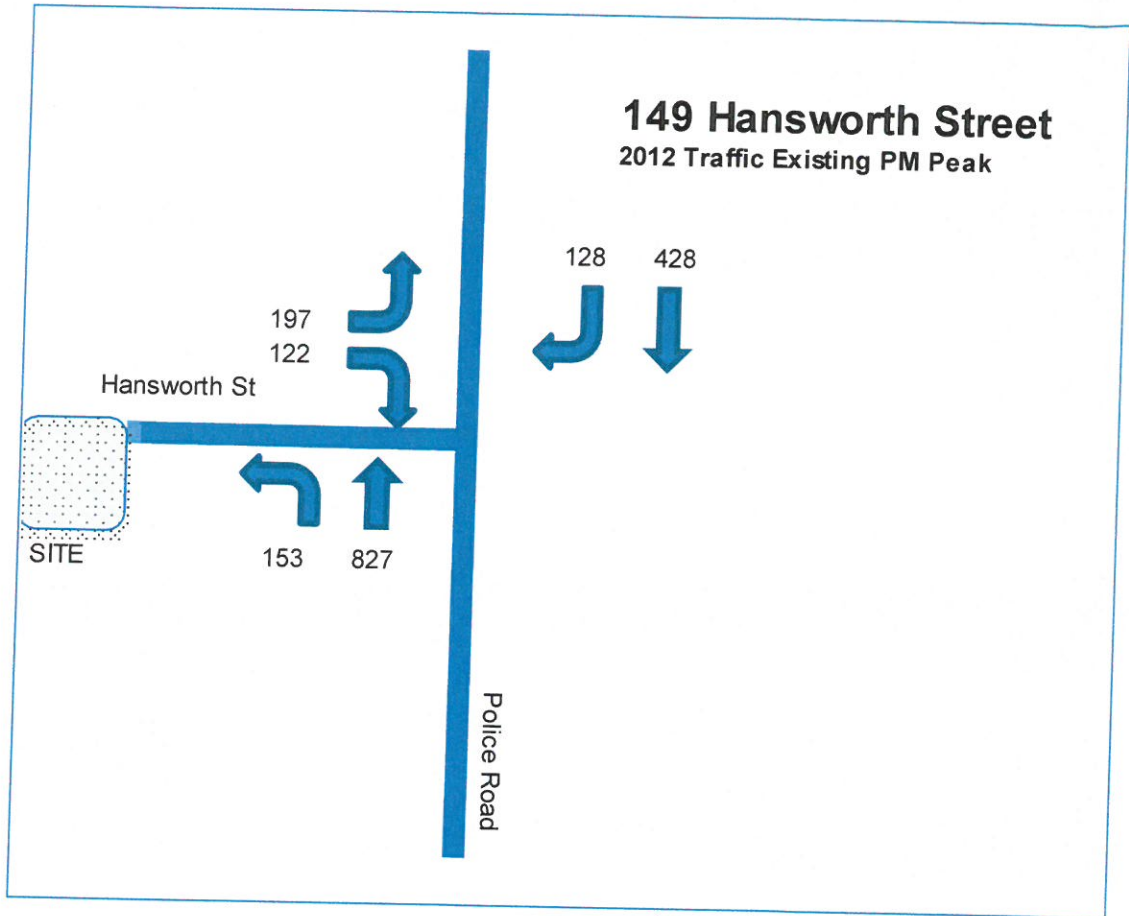 149 Hansworth Street
2012 Traffic Existing PM Peak
128 428
197
122
Hansworth St
SITE
153 827
Police Road